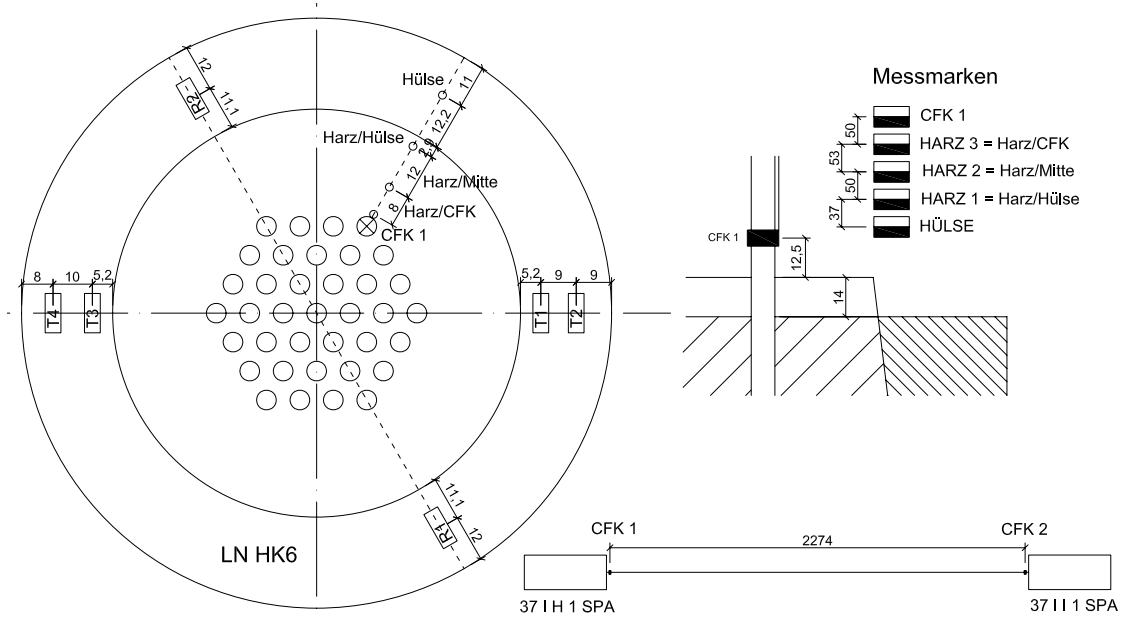 12
11,1
R2
Hülse
11
12,2
Harz/Hülse
2,9
12
Harz/Mitte
8
Harz/CFK
CFK 1
8
10
5,2
T4
T3
5,2
9
9
T1
T2
11,1
R1
12
LN HK6
Messmarken
CFK 1
50
HARZ 3 = Harz/CFK
53
HARZ 2 = Harz/Mitte
50
HARZ 1 = Harz/Hülse
37
HÜLSE
CFK 1
12,5
14
CFK 1
2274
CFK 2
37 I H 1 SPA
37 I I 1 SPA